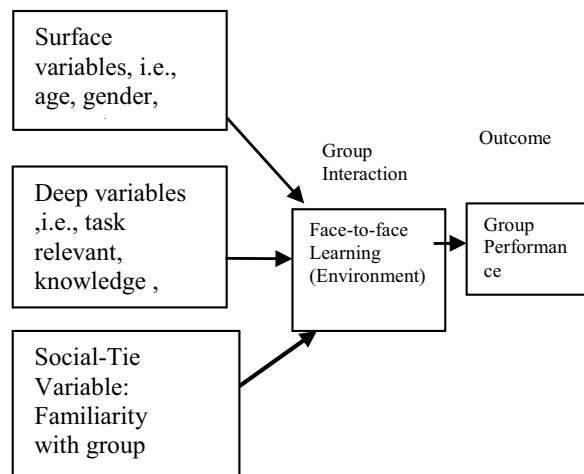 Surface
variables, i.e.,
age, gender,
Deep variables
,i.e., task
relevant,
knowledge ,
Social-Tie
Variable:
Familiarity
with group
Group
Interaction
Face-to-face
Learning
(Environment)
Outcome
Group
Performan
ce